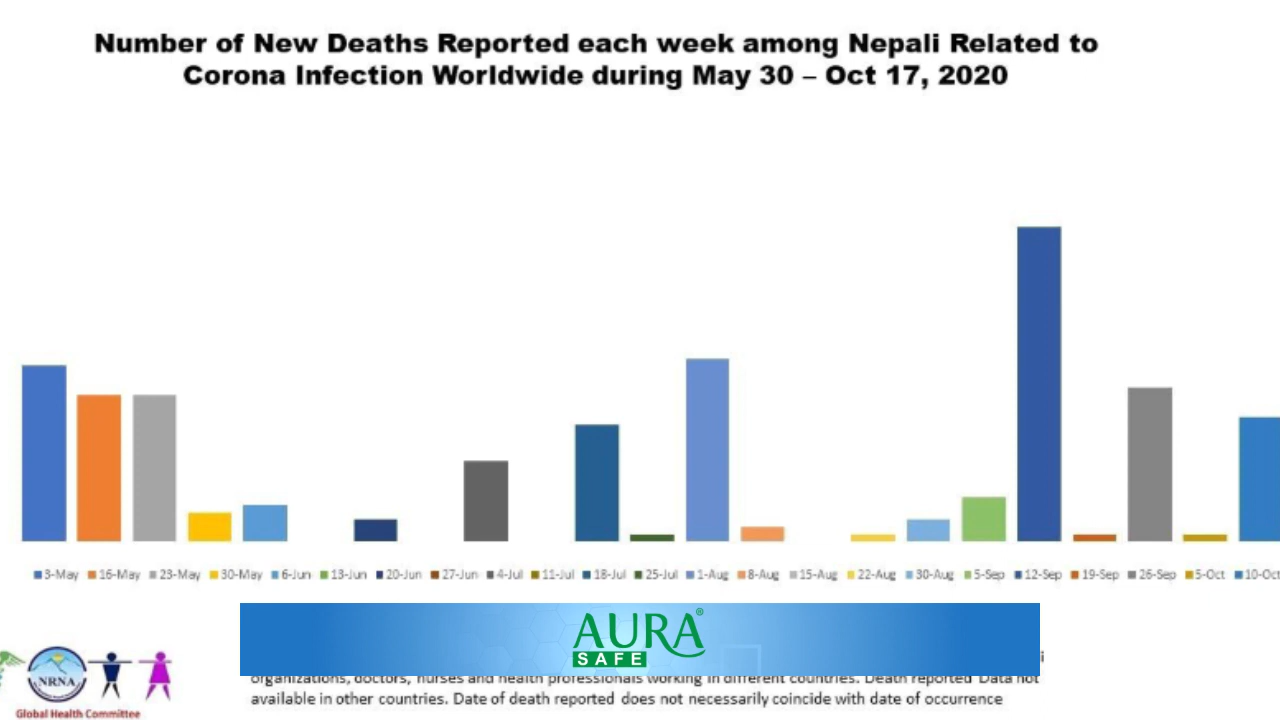 Number of New Deaths Reported each week among Nepali Related to
Corona Infection Worldwide during May 30 – Oct 17, 2020
3-May 16-May 23-May 30-May 6-Jun 13-Jun 20-Jun 27-Jun 4-Jul 11-Jul 18-Jul 25-Jul 1-Aug 8-Aug 15-Aug 22-Aug 30-Aug 5-Sep 12-Sep 19-Sep 26-Sep 5-Oct 10-Oct
AURA®
SAFE
organizations, doctors, nurses and health professionals working in different countries. Death reported Data not
available in other countries. Date of death reported does not necessarily coincide with date of occurrence
NRNA
Global Health Committee